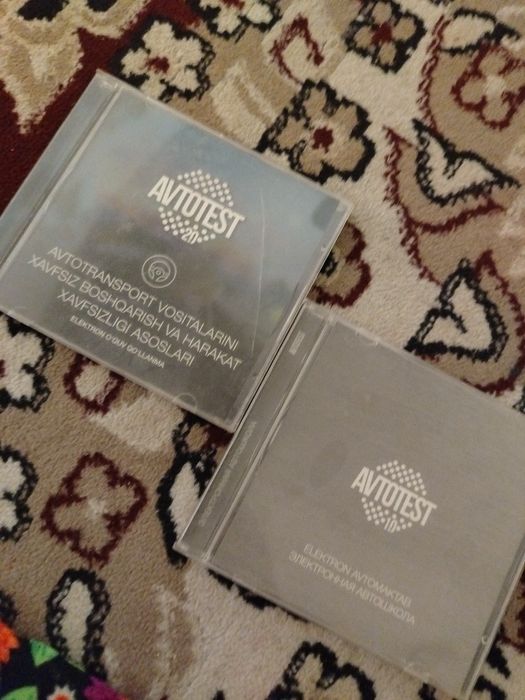 AVTOTEST
20
AVTOTRANSPORT VOSITALARINI
XAVFSIZ BOSHQARISH VA HARAKAT
XAVFSIZLIGI ASOSLARI
ELEKTRON O'QUV QO'LLANMA
AVTOTEST
10
ELEKTRON AVTOMAKTAB
ЭЛЕКТРОННАЯ АВТОШКОЛА